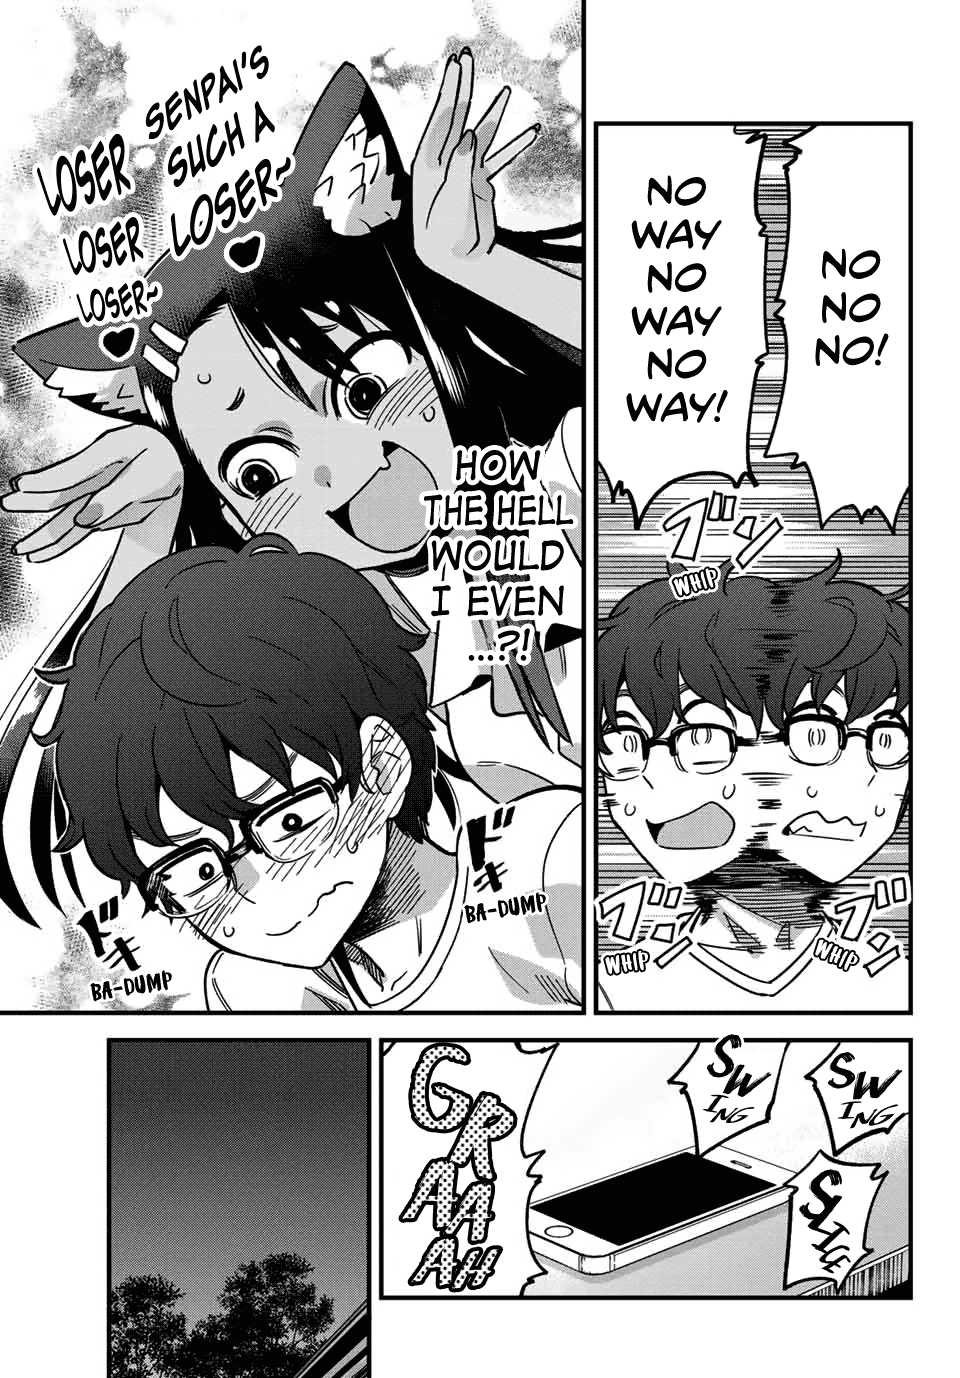 NO
NO
NO!
NO
WAY
NO
WAY
NO
WAY!
ブンッ
WHIP
ブン
WHIP
ブン
WHIP
SENPAI'S
SUCH A
LOSER~
LOSER
LOSER
LOSER~
HOW
THE HELL
WOULD
I EVEN
...?!
ドキ
BA-DUMP
ドキ
BA-DUMP
SWING
SWING
SLICE
GRAAAAH